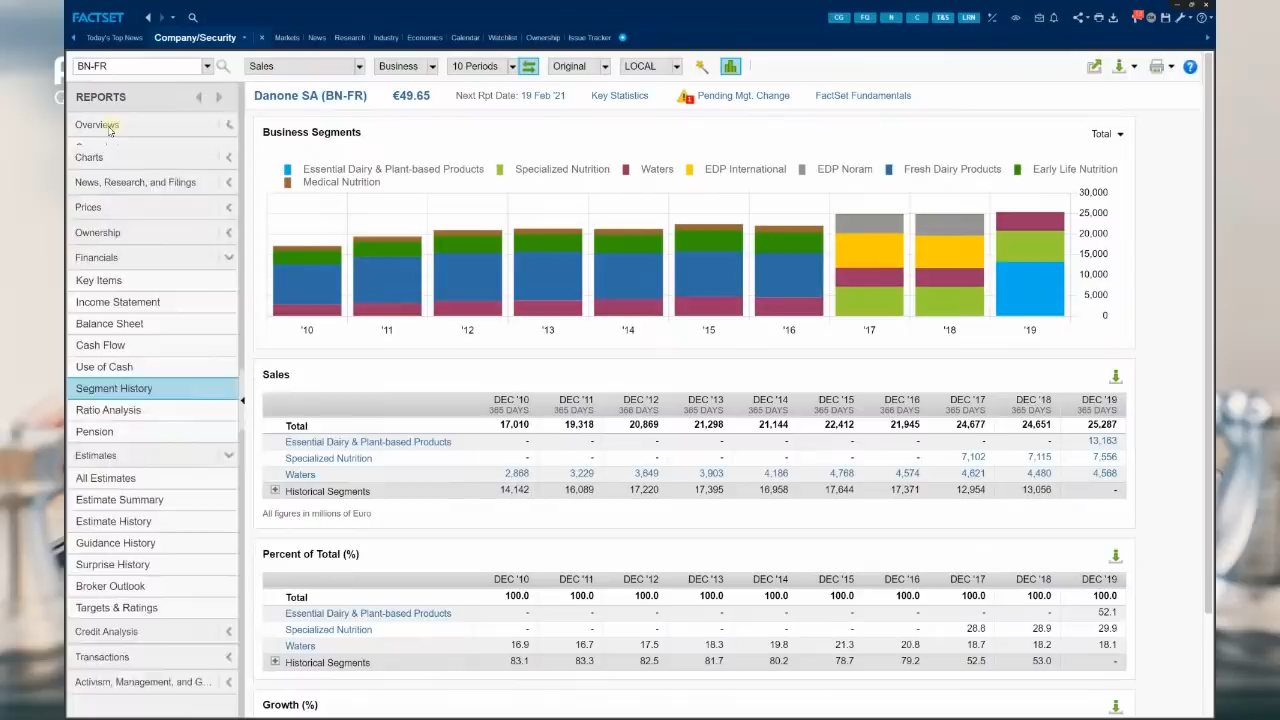 FACTSET
CG FQ N C T&S LRN
Today's Top News Company/Security Markets News Research Industry Economics Calendar Watchlist Ownership Issue Tracker
BN-FR Sales Business 10 Periods Original LOCAL
REPORTS
Overviews
Charts
News, Research, and Filings
Prices
Ownership
Financials
Key Items
Income Statement
Balance Sheet
Cash Flow
Use of Cash
Segment History
Ratio Analysis
Pension
Estimates
All Estimates
Estimate Summary
Estimate History
Guidance History
Surprise History
Broker Outlook
Targets & Ratings
Credit Analysis
Transactions
Activism, Management, and G...
Danone SA (BN-FR) €49.65 Next Rpt Date: 19 Feb '21 Key Statistics 1 Pending Mgt. Change FactSet Fundamentals
Business Segments Total
Essential Dairy & Plant-based Products Specialized Nutrition Waters EDP International EDP Noram Fresh Dairy Products Early Life Nutrition
Medical Nutrition
30,000
25,000
20,000
15,000
10,000
5,000
0
'10 '11 '12 '13 '14 '15 '16 '17 '18 '19
Sales
DEC '10 DEC '11 DEC '12 DEC '13 DEC '14 DEC '15 DEC '16 DEC '17 DEC '18 DEC '19
365 DAYS 365 DAYS 366 DAYS 365 DAYS 365 DAYS 365 DAYS 366 DAYS 365 DAYS 365 DAYS 365 DAYS
Total 17,010 19,318 20,869 21,298 21,144 22,412 21,945 24,677 24,651 25,287
Essential Dairy & Plant-based Products - - - - - - - - - 13,163
Specialized Nutrition - - - - - - - 7,102 7,115 7,556
Waters 2,868 3,229 3,649 3,903 4,186 4,768 4,574 4,621 4,480 4,568
Historical Segments 14,142 16,089 17,220 17,395 16,958 17,644 17,371 12,954 13,056 -
All figures in millions of Euro
Percent of Total (%)
DEC '10 DEC '11 DEC '12 DEC '13 DEC '14 DEC '15 DEC '16 DEC '17 DEC '18 DEC '19
Total 100.0 100.0 100.0 100.0 100.0 100.0 100.0 100.0 100.0 100.0
Essential Dairy & Plant-based Products - - - - - - - - - 52.1
Specialized Nutrition - - - - - - - 28.8 28.9 29.9
Waters 16.9 16.7 17.5 18.3 19.8 21.3 20.8 18.7 18.2 18.1
Historical Segments 83.1 83.3 82.5 81.7 80.2 78.7 79.2 52.5 53.0 -
Growth (%)